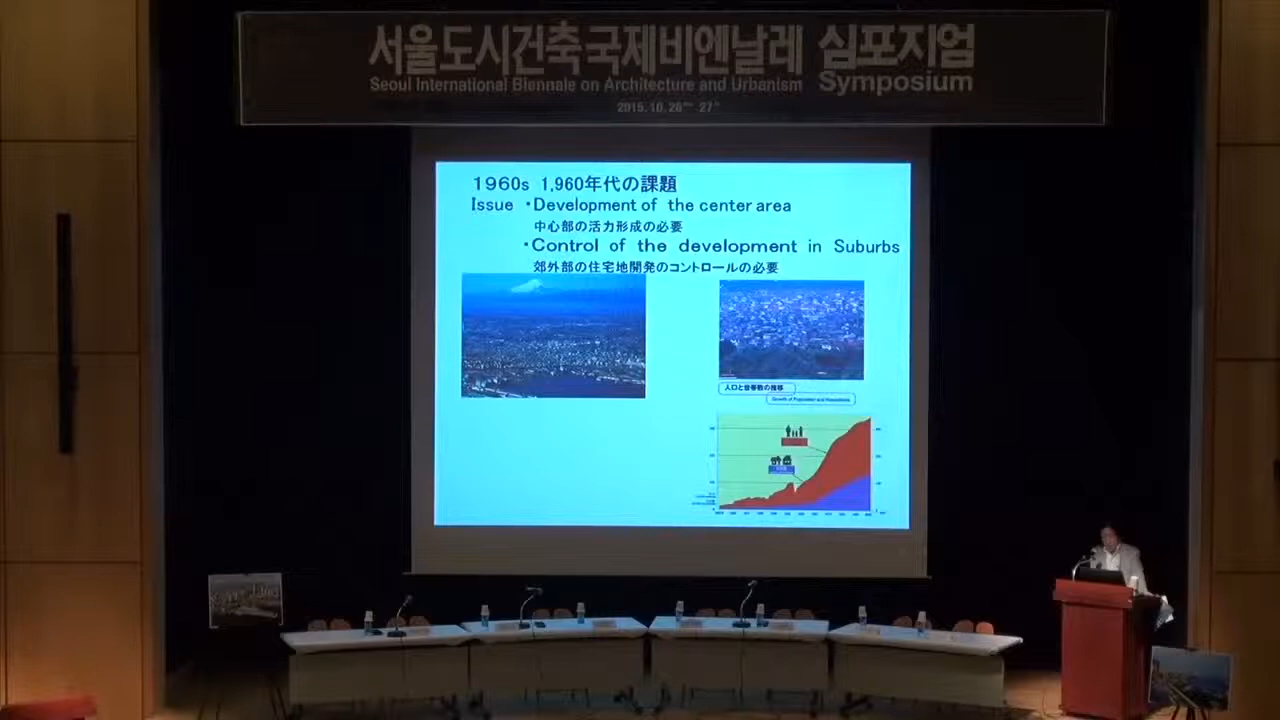 서울도시건축국제비엔날레 심포지엄
Seoul International Biennale on Architecture and Urbanism Symposium
2015.10.26
27
1960s 1,960年代の課題
Issue ・Development of the center area
中心部の活力形成の必要
・Control of the development in Suburbs
郊外部の住宅地開発のコントロールの必要
人口と世帯数の推移
Growth of Population and Households